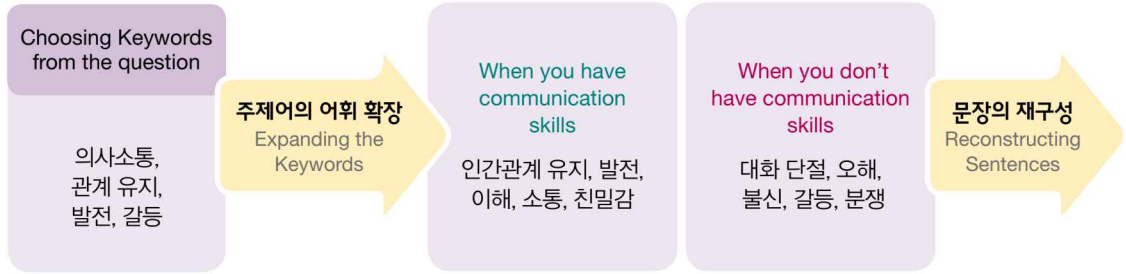 Choosing Keywords
from the question
의사소통,
관계 유지,
발전, 갈등
주제어의 어휘 확장
Expanding the
Keywords
When you have
communication
skills
인간관계 유지, 발전,
이해, 소통, 친밀감
When you don't
have communication
skills
대화 단절, 오해,
불신, 갈등, 분쟁
문장의 재구성
Reconstructing
Sentences